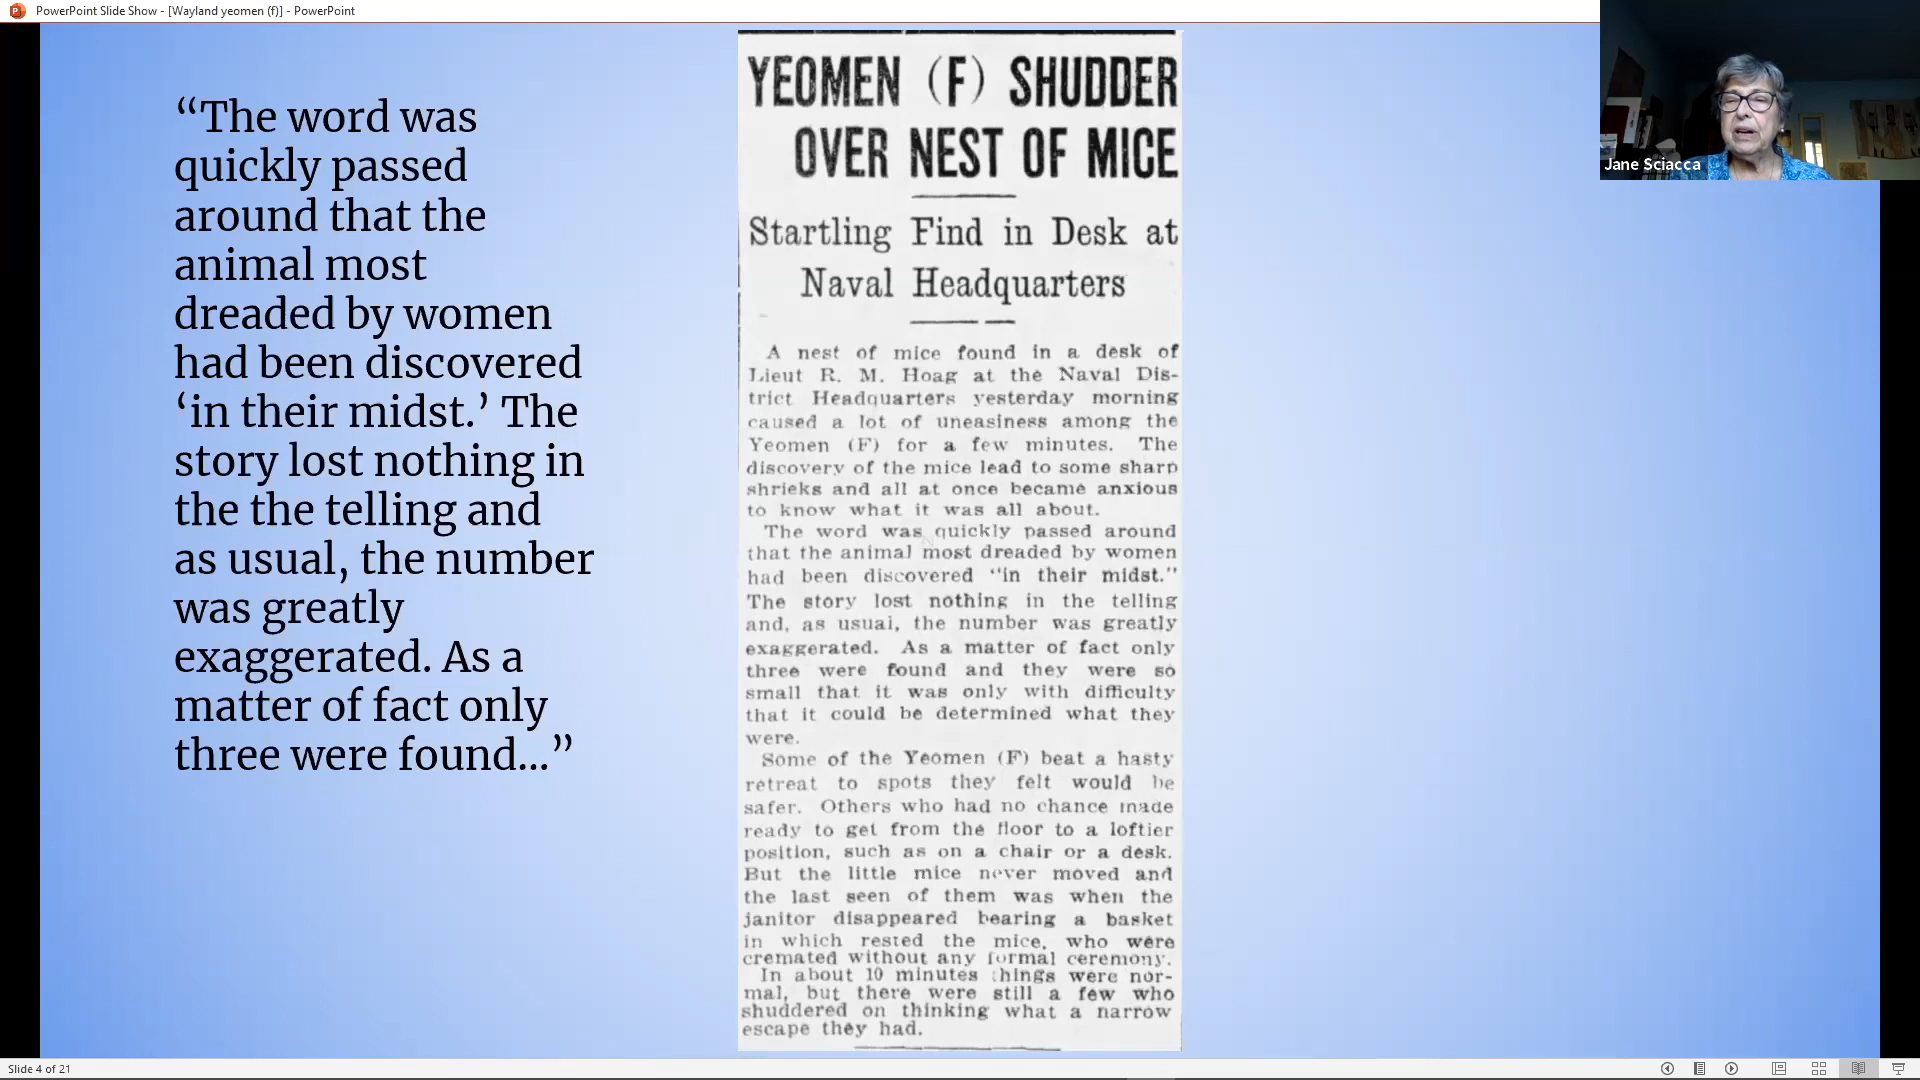 PowerPoint Slide Show - [Wayland yeomen (f)] - PowerPoint
“The word was
quickly passed
around that the
animal most
dreaded by women
had been discovered
‘in their midst.’ The
story lost nothing in
the the telling and
as usual, the number
was greatly
exaggerated. As a
matter of fact only
three were found...”
YEOMEN (F) SHUDDER
OVER NEST OF MICE
Startling Find in Desk at
Naval Headquarters
A nest of mice found in a desk of
Lieut R. M. Hoag at the Naval Dis-
trict Headquarters yesterday morning
caused a lot of uneasiness among the
Yeomen (F) for a few minutes. The
discovery of the mice lead to some sharp
shrieks and all at once became anxious
to know what it was all about.
The word was quickly passed around
that the animal most dreaded by women
had been discovered "in their midst."
The story lost nothing in the telling
and, as usual, the number was greatly
exaggerated. As a matter of fact only
three were found and they were so
small that it was only with difficulty
that it could be determined what they
were.
Some of the Yeomen (F) beat a hasty
retreat to spots they felt would be
safer. Others who had no chance made
ready to get from the floor to a loftier
position, such as on a chair or a desk.
But the little mice never moved and
the last seen of them was when the
janitor disappeared bearing a basket
in which rested the mice, who were
cremated without any formal ceremony.
In about 10 minutes things were nor-
mal, but there were still a few who
shuddered on thinking what a narrow
escape they had.
Jane Sciacca
Slide 4 of 21